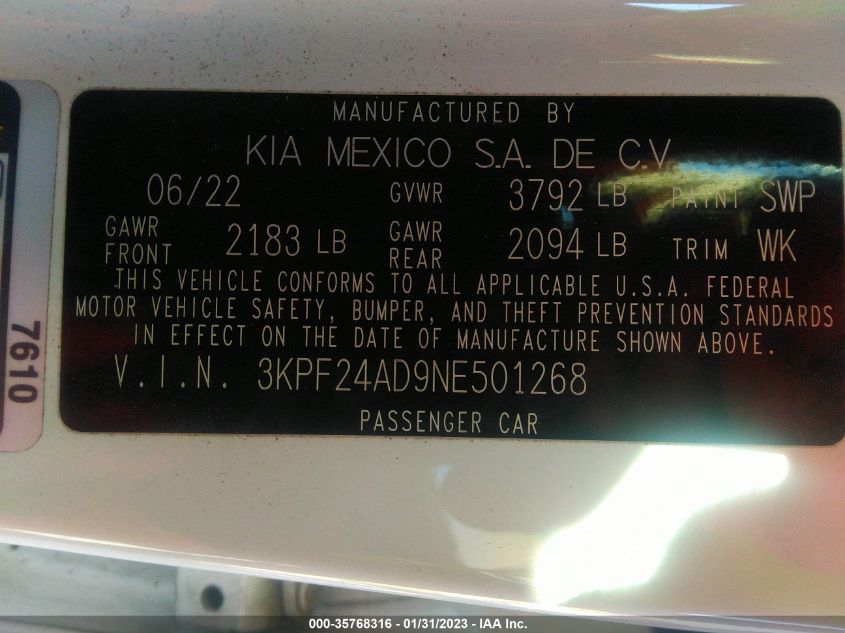 MANUFACTURED BY
KIA MEXICO S.A. DE C.V.
06/22 GVWR 3792 LB PAINT SWP
GAWR FRONT 2183 LB GAWR REAR 2094 LB TRIM WK
THIS VEHICLE CONFORMS TO ALL APPLICABLE U.S.A. FEDERAL
MOTOR VEHICLE SAFETY, BUMPER, AND THEFT PREVENTION STANDARDS
IN EFFECT ON THE DATE OF MANUFACTURE SHOWN ABOVE.
V.I.N. 3KPF24AD9NE501268
PASSENGER CAR
7610
000-35768316 - 01/31/2023 - IAA Inc.